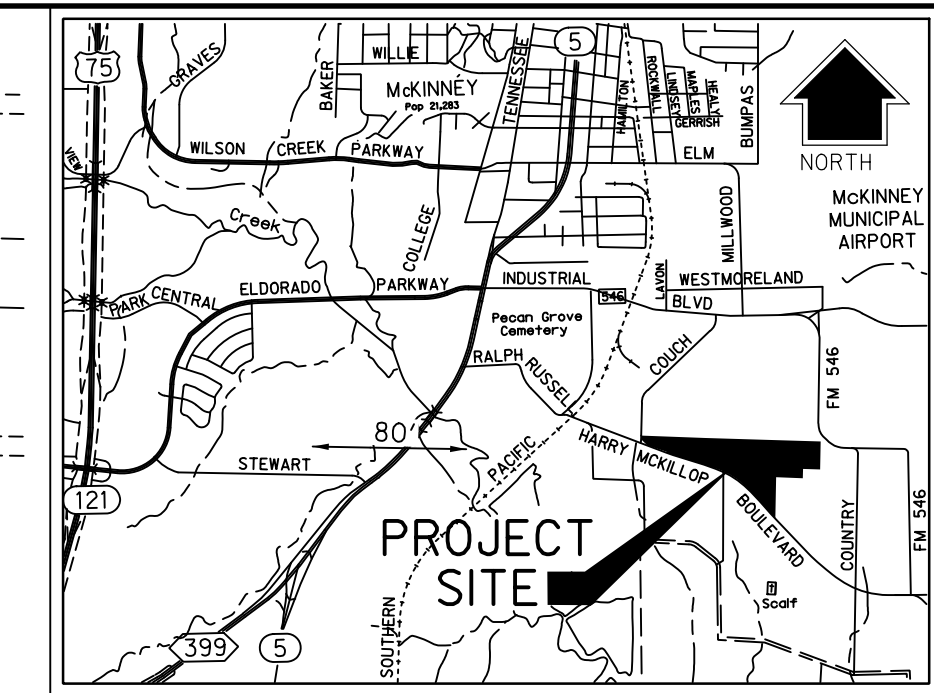 75
GRAVES
BAKER
WILLIE
McKINNEY
Pop 21,283
TENNESSEE
5
HAMILTON
ROCKWALL
LINDSEY
MAPLES
HEALY
GERRISH
BUMPAS
NORTH
VIEW
WILSON CREEK PARKWAY
ELM
McKINNEY
MUNICIPAL
AIRPORT
Creek
COLLEGE
MILLWOOD
PARK CENTRAL
ELDORADO PARKWAY
INDUSTRIAL
546
LAVON
WESTMORELAND
BLVD
Pecan Grove
Cemetery
RALPH
RUSSEL
COUCH
FM 546
80
STEWART
PACIFIC
HARRY
MCKILLOP
BOULEVARD
COUNTRY
FM 546
121
PROJECT
SITE
Scalf
SOUTHERN
399
5